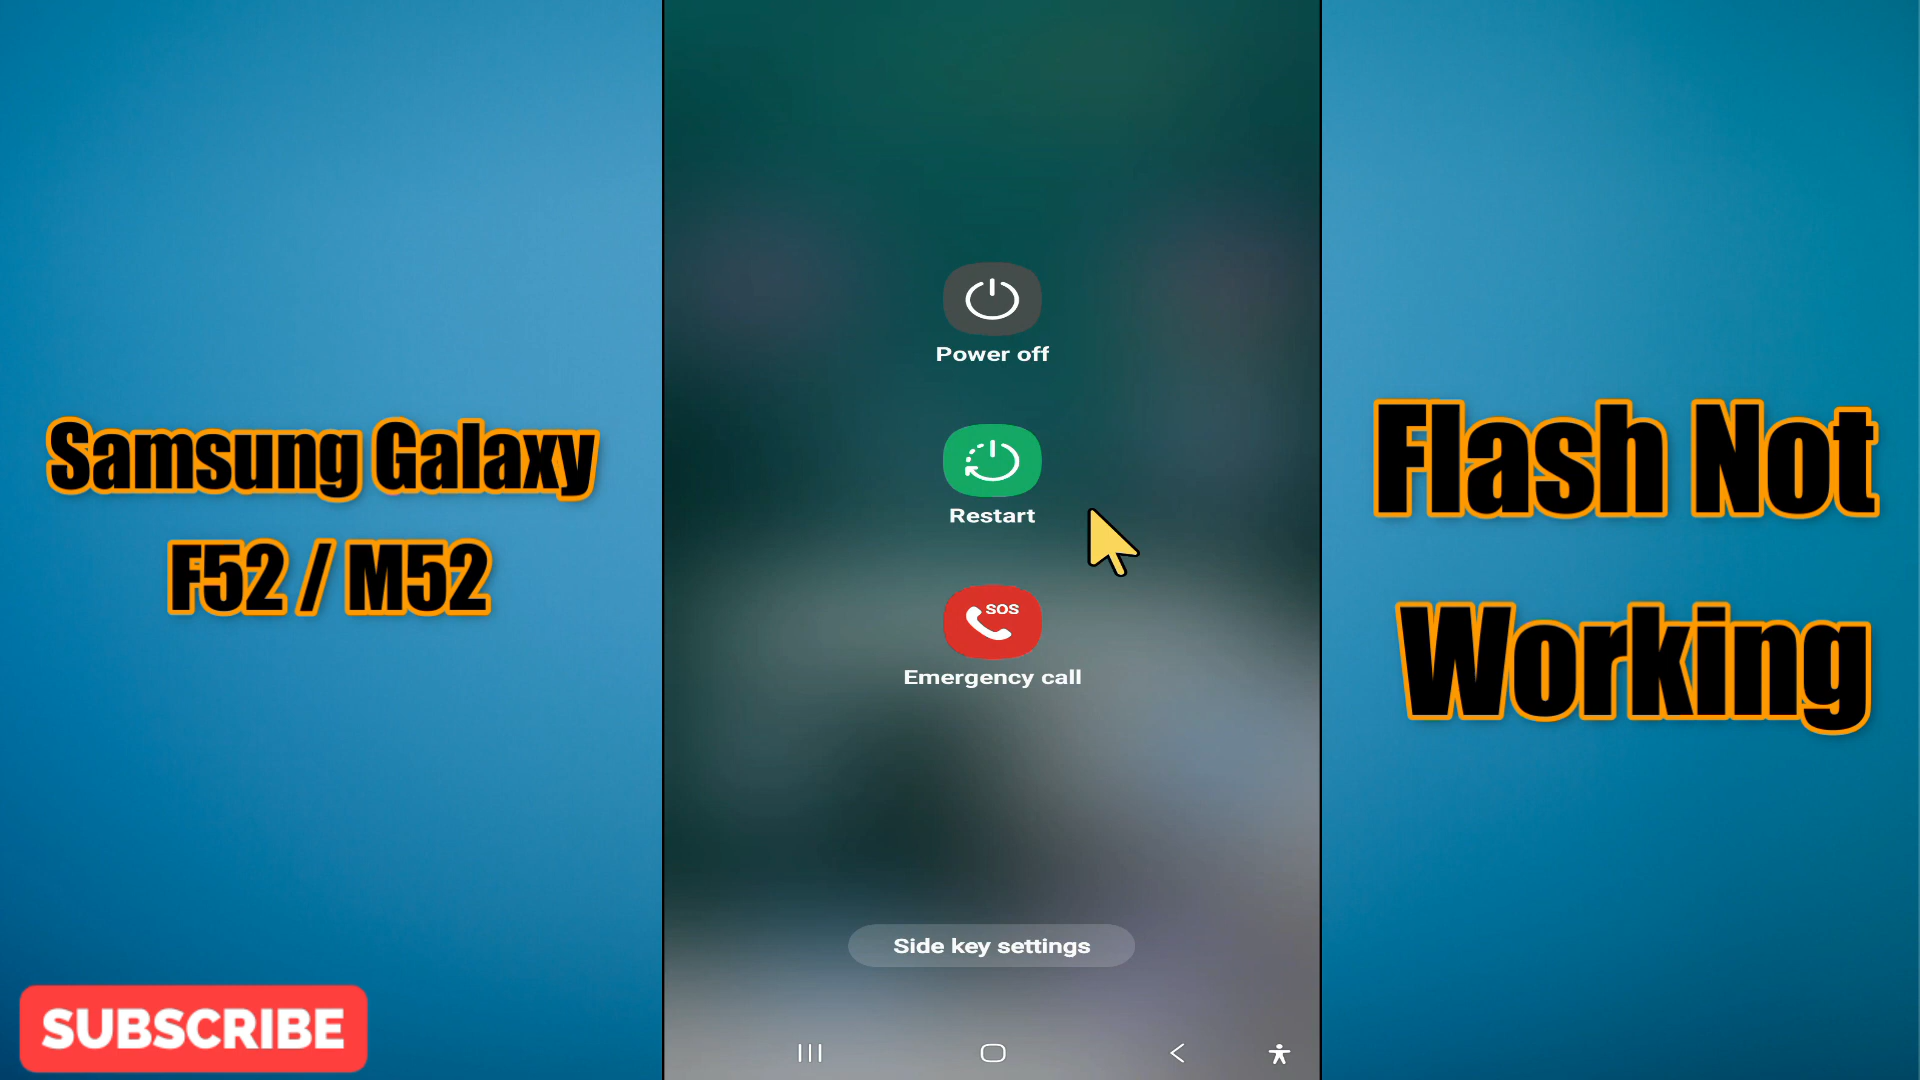 Samsung Galaxy
F52 / M52
Power off
Restart
SOS
Emergency call
Side key settings
Flash Not
Working
SUBSCRIBE